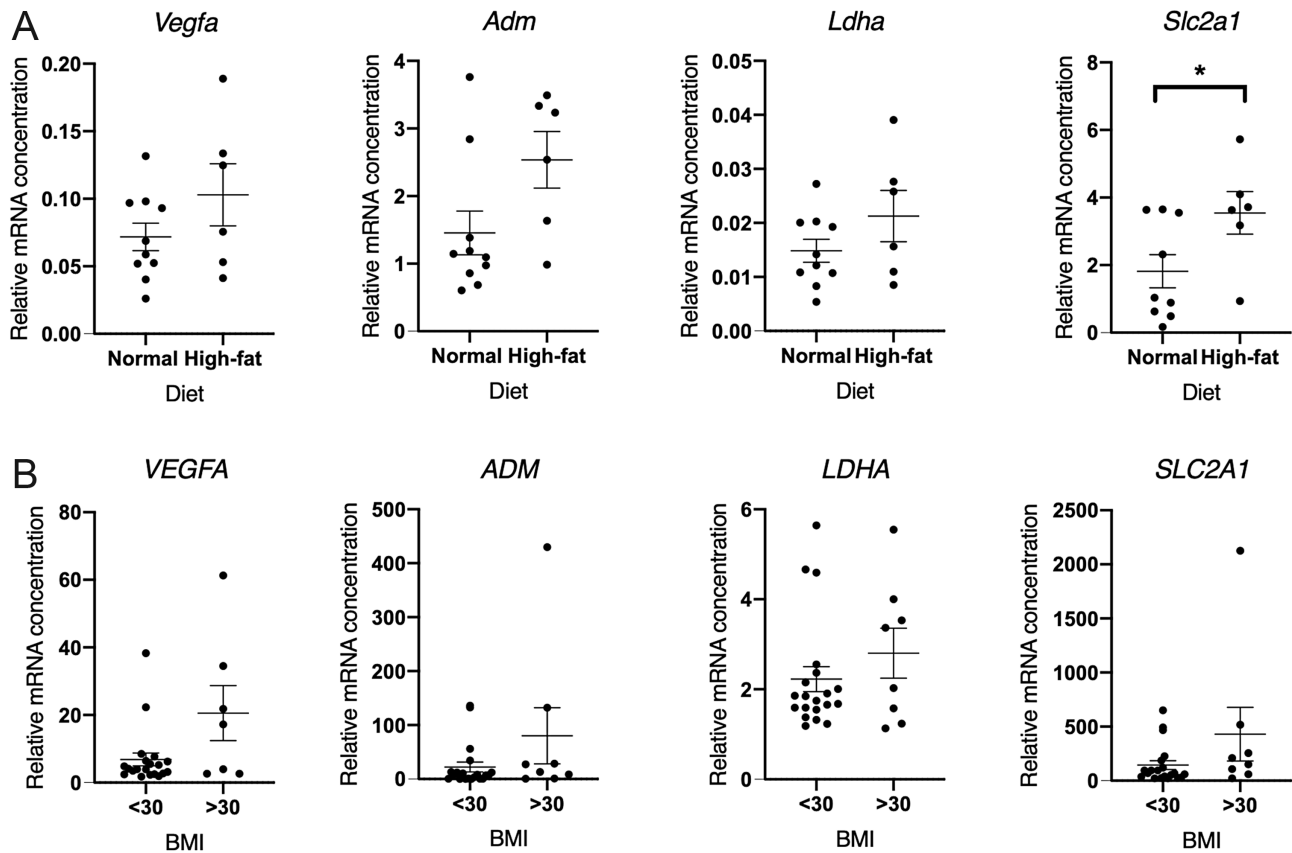 A
Vegfa
Adm
Ldha
Slc2a1
Relative mRNA concentration
0.20
0.15
0.10
0.05
0.00
Normal High-fat
Diet
Relative mRNA concentration
4
3
2
1
0
Normal High-fat
Diet
Relative mRNA concentration
0.05
0.04
0.03
0.02
0.01
0.00
Normal High-fat
Diet
Relative mRNA concentration
8
6
4
2
0
*
Normal High-fat
Diet
B
VEGFA
ADM
LDHA
SLC2A1
Relative mRNA concentration
80
60
40
20
0
<30 >30
BMI
Relative mRNA concentration
500
400
300
200
100
0
<30 >30
BMI
Relative mRNA concentration
6
4
2
0
<30 >30
BMI
Relative mRNA concentration
2500
2000
1500
1000
500
0
<30 >30
BMI